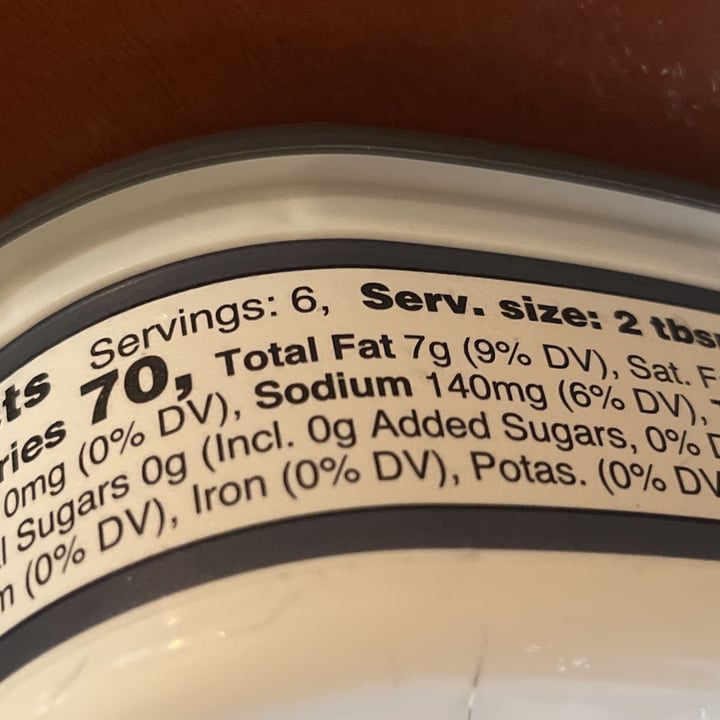 ts Servings: 6, Serv. size: 2 tbs
ries 70, Total Fat 7g (9% DV), Sat. F
0mg (0% DV), Sodium 140mg (6% DV),
l Sugars 0g (Incl. 0g Added Sugars, 0% D
m (0% DV), Iron (0% DV), Potas. (0% DV